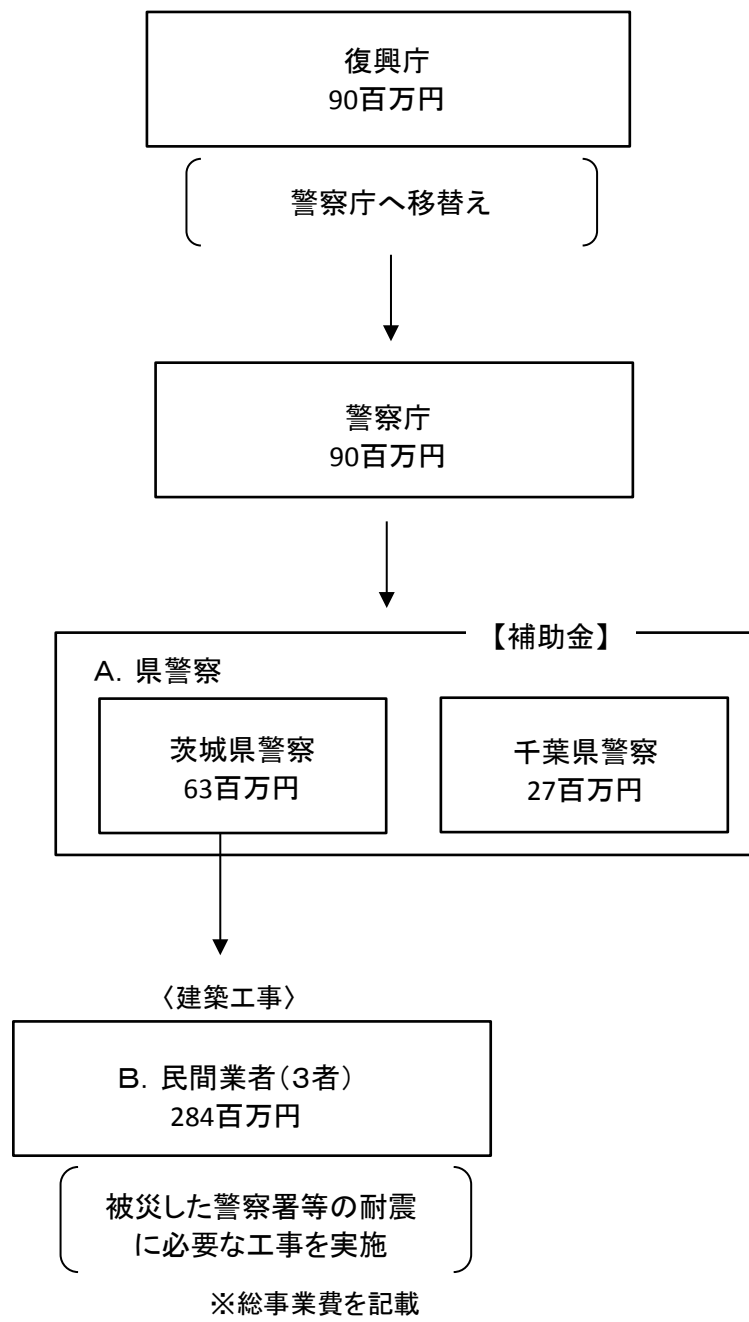 復興庁
90百万円
警察庁へ移替え
警察庁
90百万円
【補助金】
A．県警察
茨城県警察
63百万円
千葉県警察
27百万円
〈建築工事〉
B．民間業者（３者）
284百万円
被災した警察署等の耐震
に必要な工事を実施
※総事業費を記載